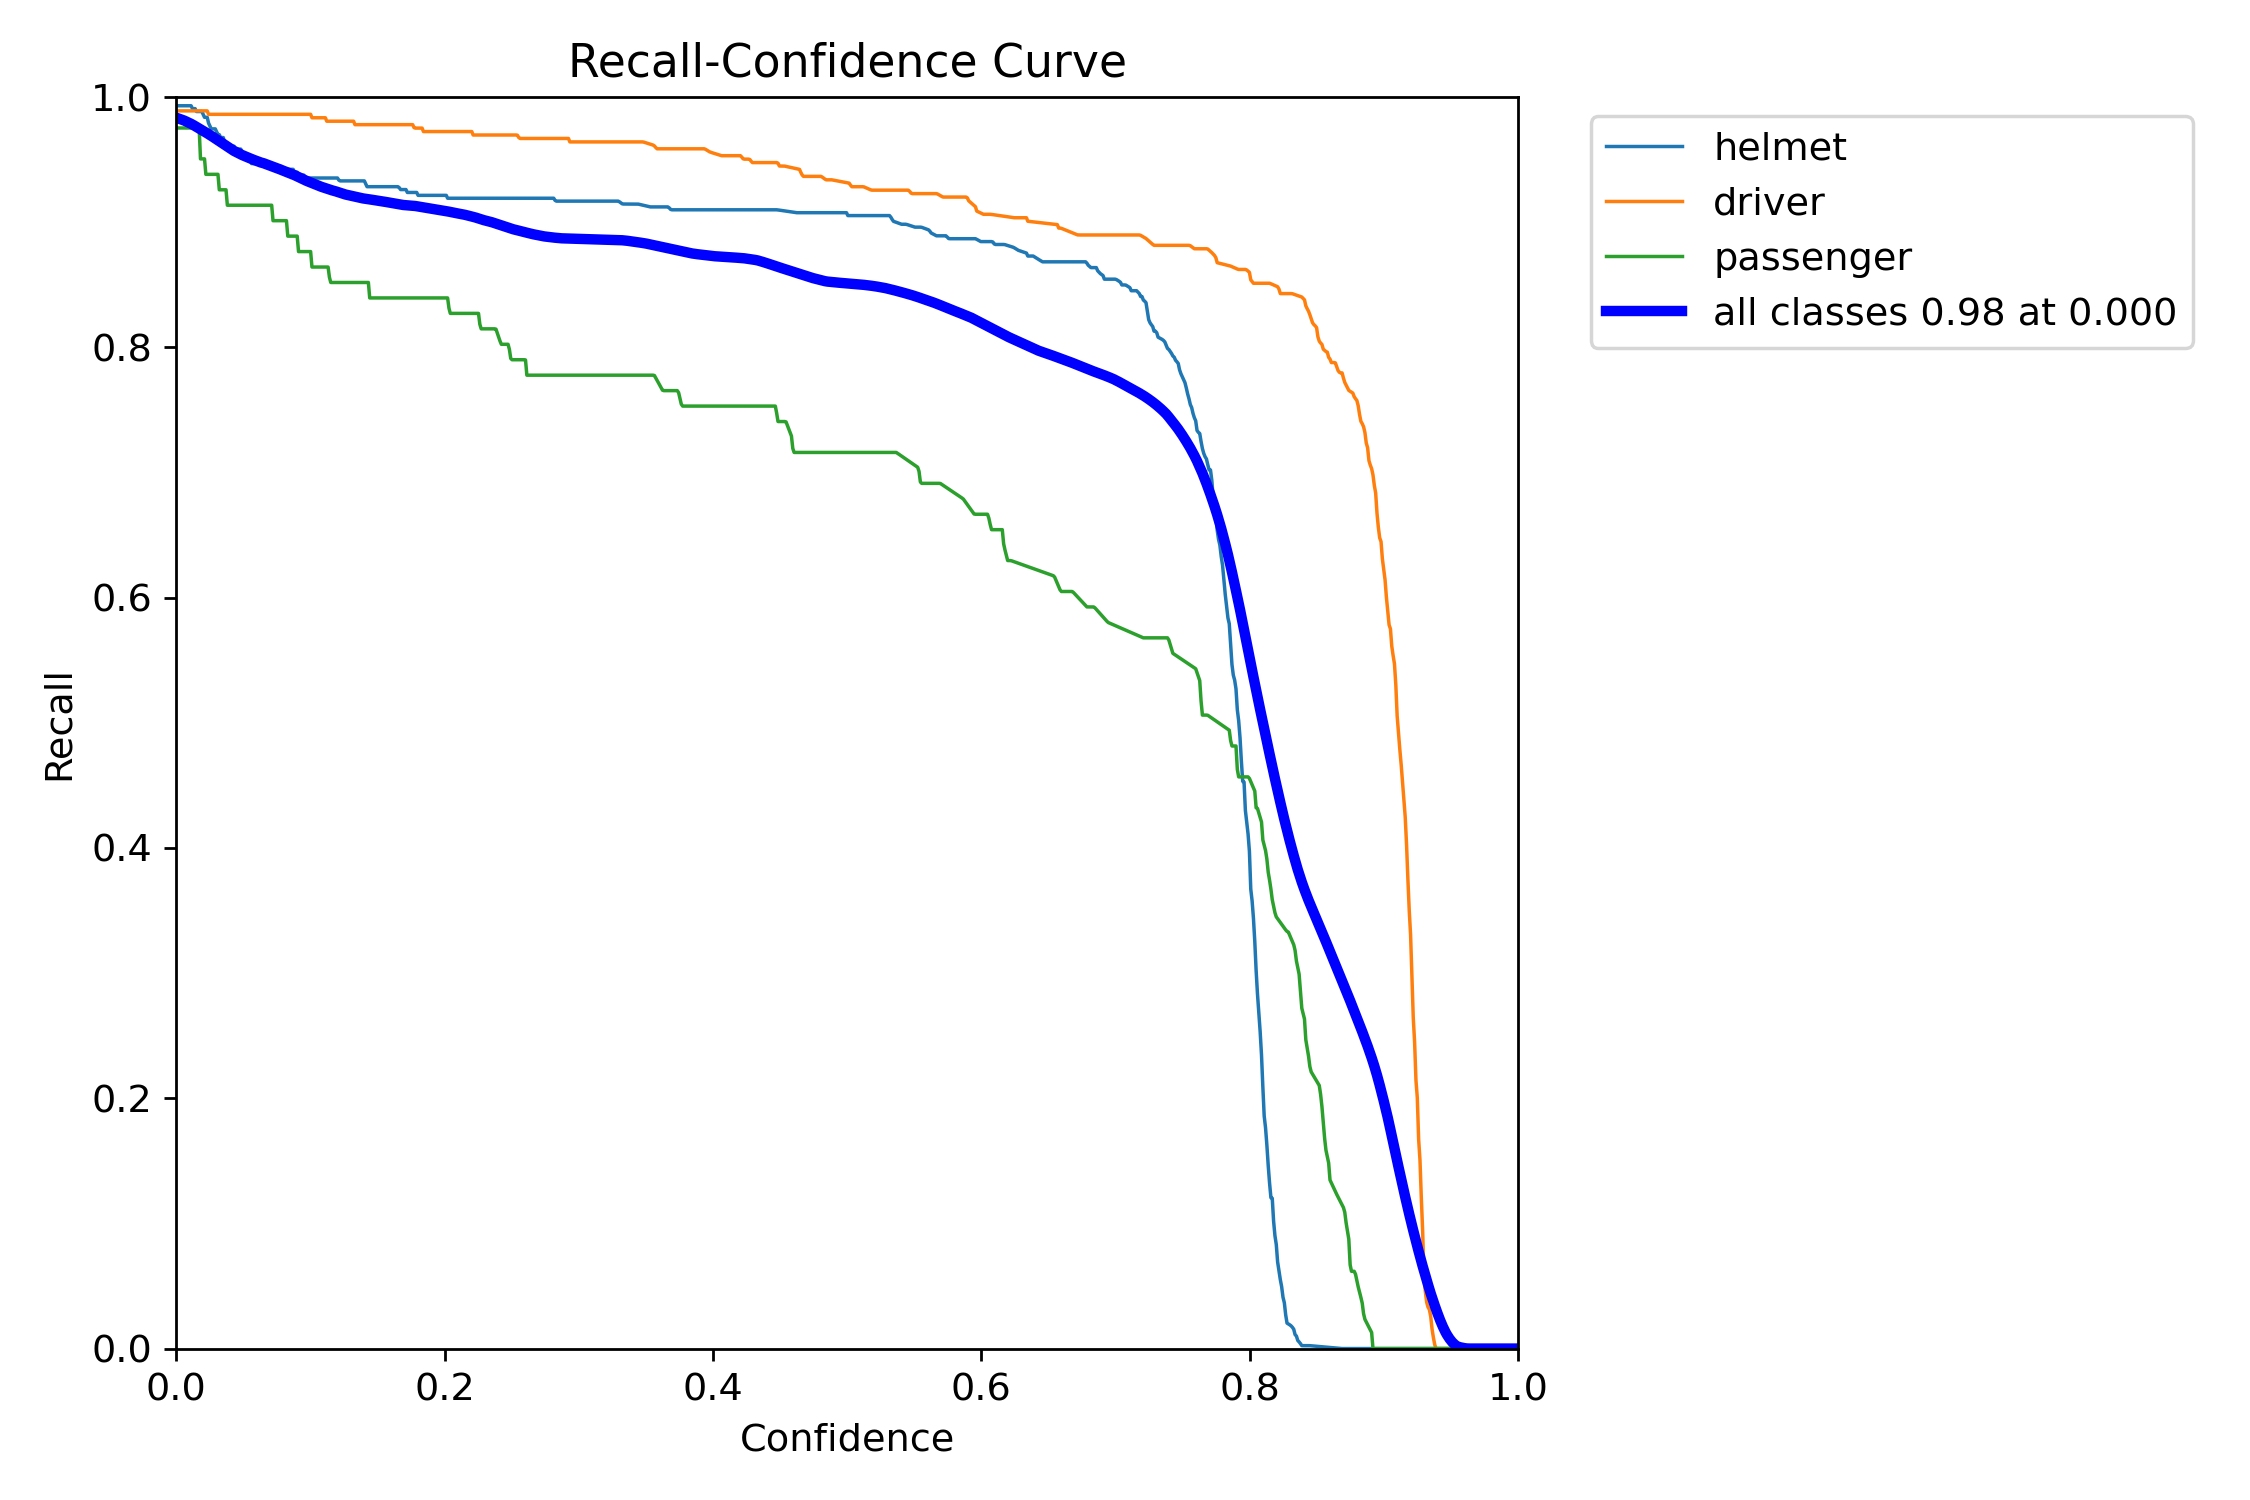 Recall-Confidence Curve
1.0
0.8
0.6
0.4
0.2
0.0
Recall
0.0 0.2 0.4 0.6 0.8 1.0
Confidence
helmet
driver
passenger
all classes 0.98 at 0.000